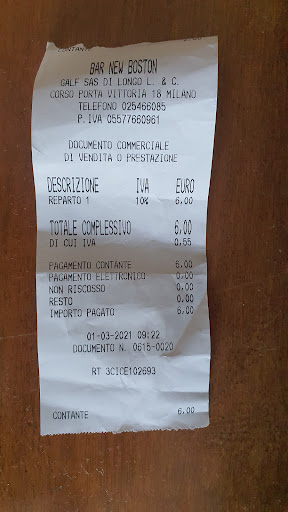 CONTANTE
BAR NEW BOSTON
GALF SAS DI LONGO L. & C.
CORSO PORTA VITTORIA 18 MILANO
TELEFONO 025466085
P.IVA 05577660961
DOCUMENTO COMMERCIALE
DI VENDITA O PRESTAZIONE
DESCRIZIONE IVA EURO
REPARTO 1 10% 6,00
TOTALE COMPLESSIVO 6,00
DI CUI IVA 0,55
PAGAMENTO CONTANTE 6,00
PAGAMENTO ELETTRONICO 0,00
NON RISCOSSO 0,00
RESTO 0,00
IMPORTO PAGATO 6,00
01-03-2021 09:22
DOCUMENTO N. 0615-0020
RT 3CICE102693
CONTANTE 6,00